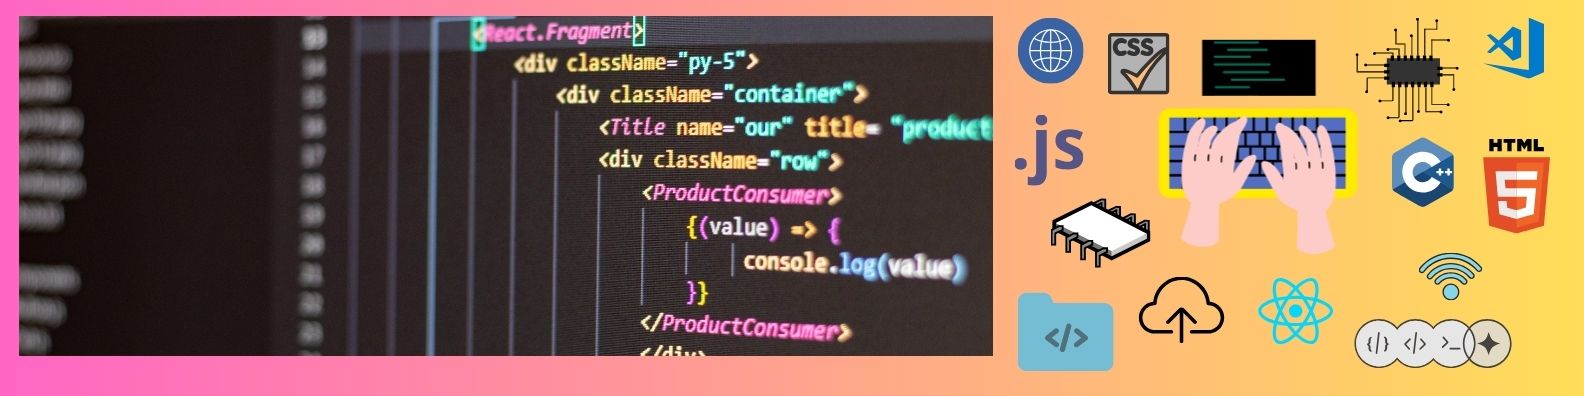 <React.Fragment>
<div className="py-5">
<div className="container">
<Title name="our" title= "product
<div className="row">
<ProductConsumer>
{(value) => {
console.log(value)
}}
</ProductConsumer>
</div>
CSS
.js
C++
HTML
5
</>
{/} </> >_